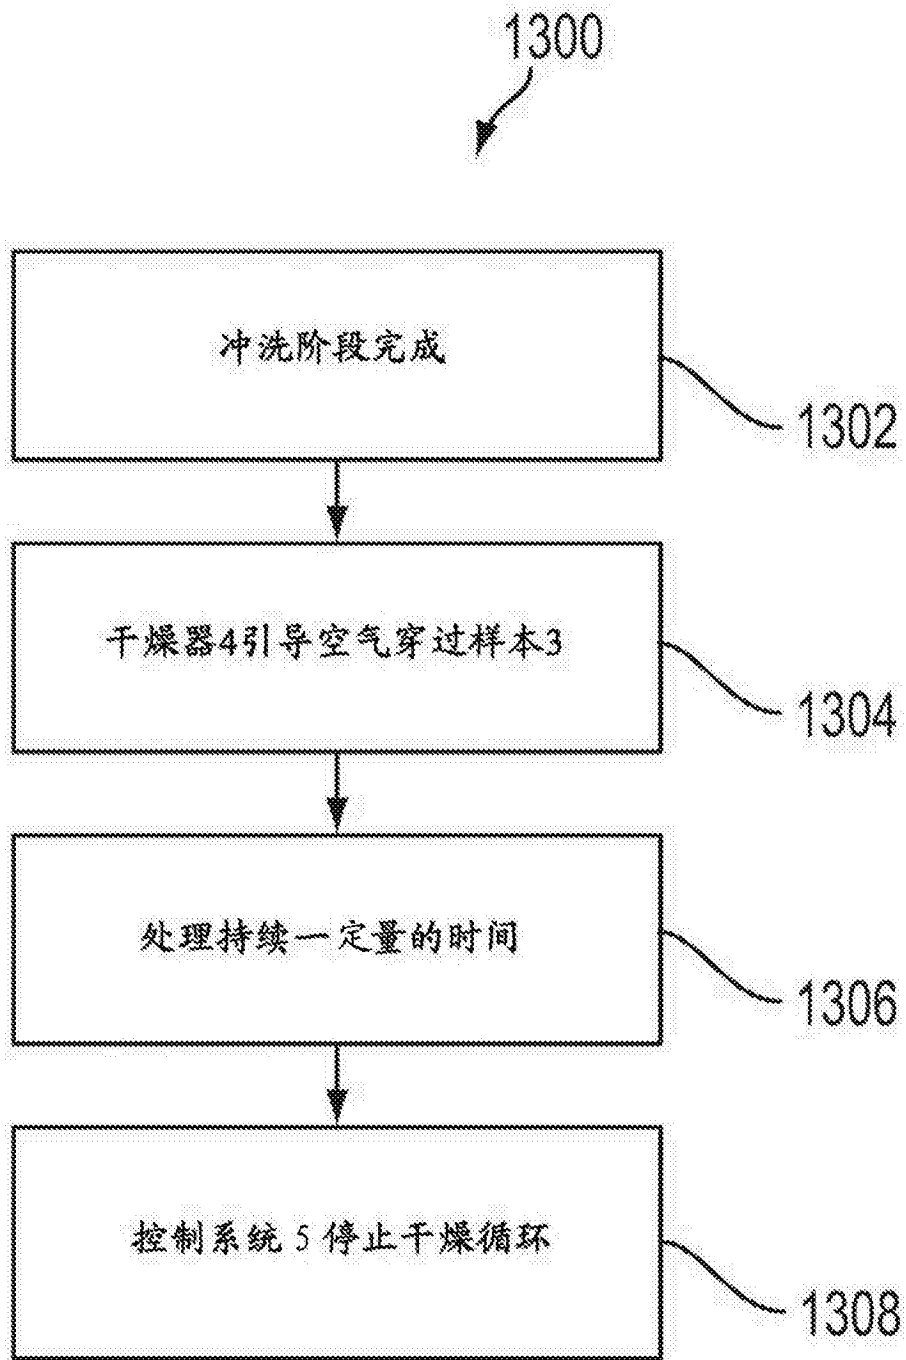 1300
冲洗阶段完成
1302
干燥器4引导空气穿过样本3
1304
处理持续一定量的时间
1306
控制系统 5 停止干燥循环
1308